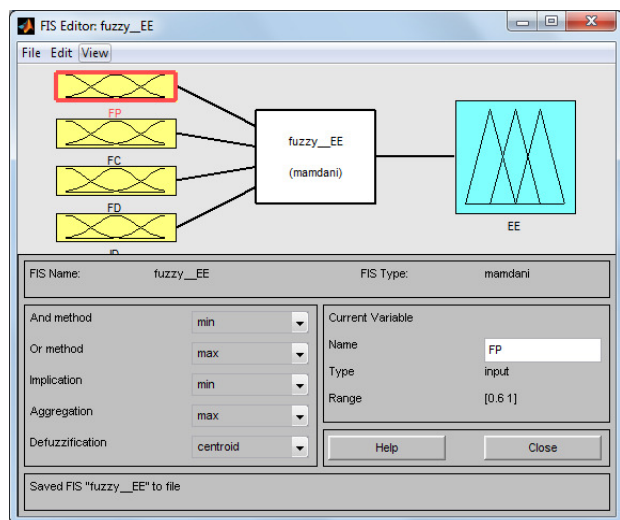 FIS Editor: fuzzy__EE
File Edit View
FP
FC
FD
fuzzy__EE
(mamdani)
EE
FIS Name: fuzzy__EE FIS Type: mamdani
And method min
Or method max
Implication min
Aggregation max
Defuzzification centroid
Current Variable
Name FP
Type input
Range [0.6 1]
Help Close
Saved FIS "fuzzy__EE" to file